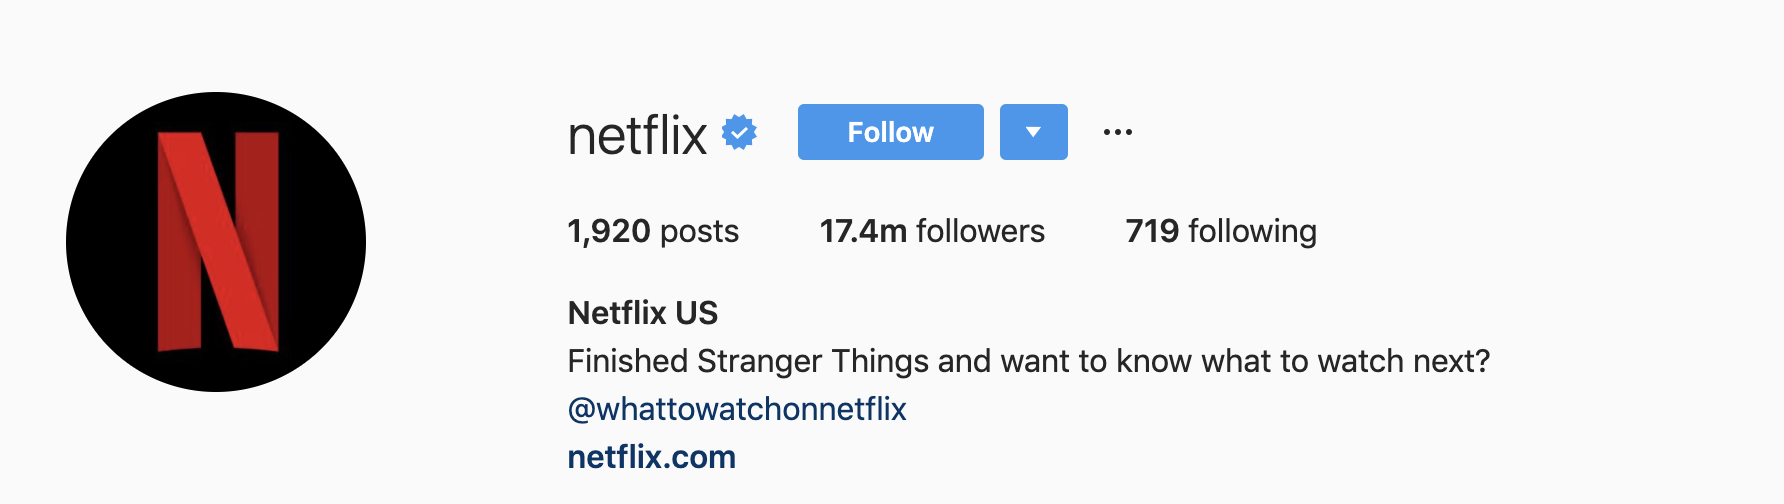 netflix Follow
1,920 posts 17.4m followers 719 following
Netflix US
Finished Stranger Things and want to know what to watch next?
@whattowatchonnetflix
netflix.com